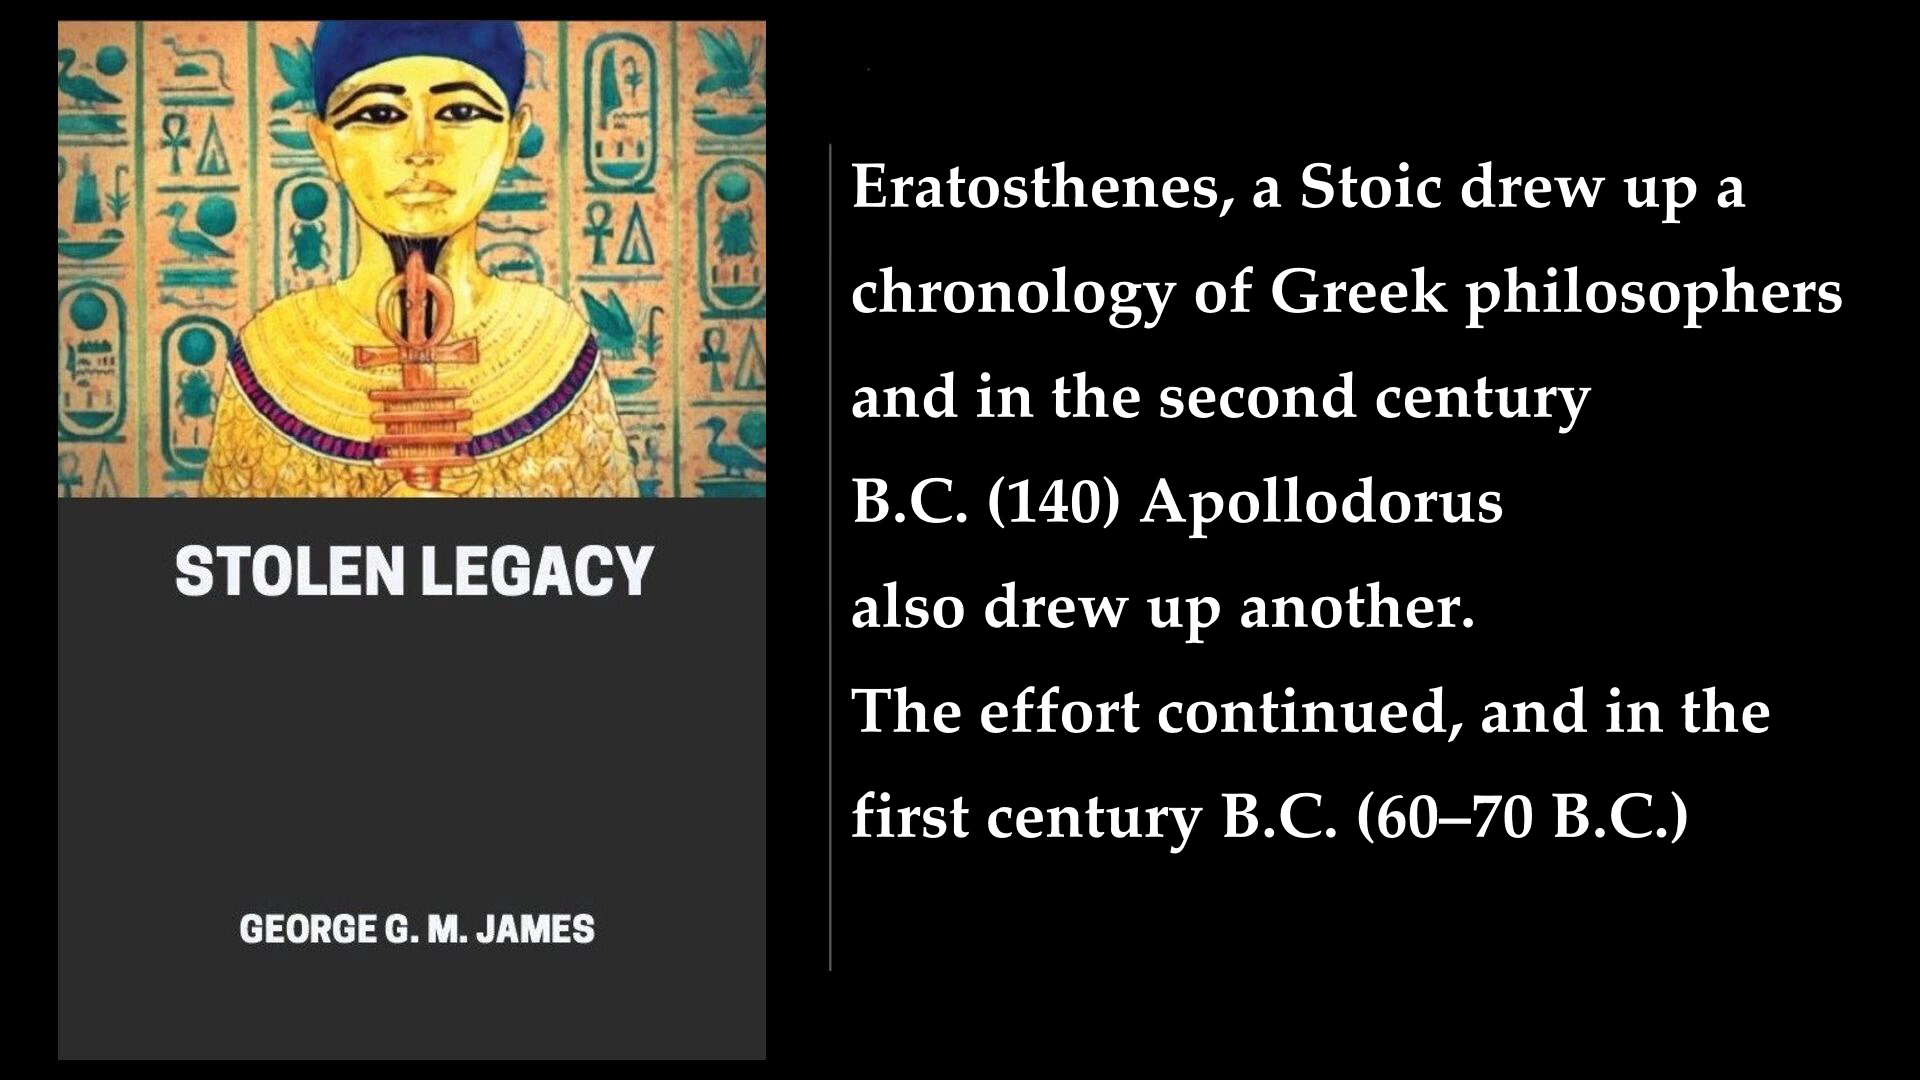 STOLEN LEGACY
GEORGE G. M. JAMES
Eratosthenes, a Stoic drew up a
chronology of Greek philosophers
and in the second century
B.C. (140) Apollodorus
also drew up another.
The effort continued, and in the
first century B.C. (60–70 B.C.)